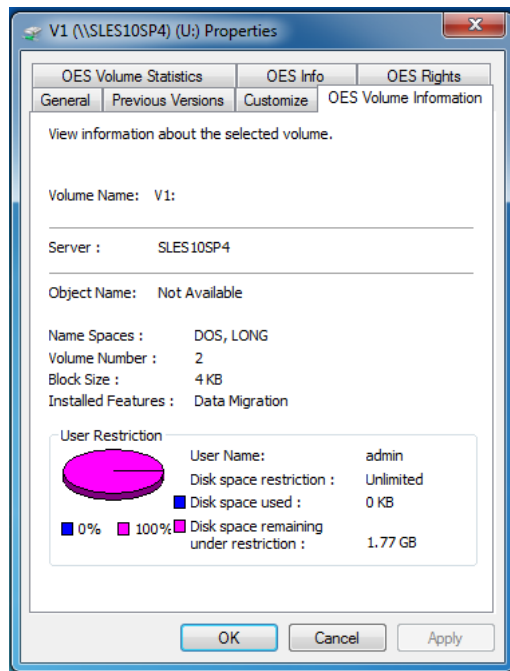 V1 (\\SLES10SP4) (U:) Properties
OES Volume Statistics OES Info OES Rights
General Previous Versions Customize OES Volume Information
View information about the selected volume.
Volume Name: V1:
Server : SLES10SP4
Object Name: Not Available
Name Spaces : DOS, LONG
Volume Number : 2
Block Size : 4 KB
Installed Features : Data Migration
User Restriction
User Name: admin
Disk space restriction : Unlimited
Disk space used : 0 KB
0% 100% Disk space remaining
under restriction : 1.77 GB
OK Cancel Apply